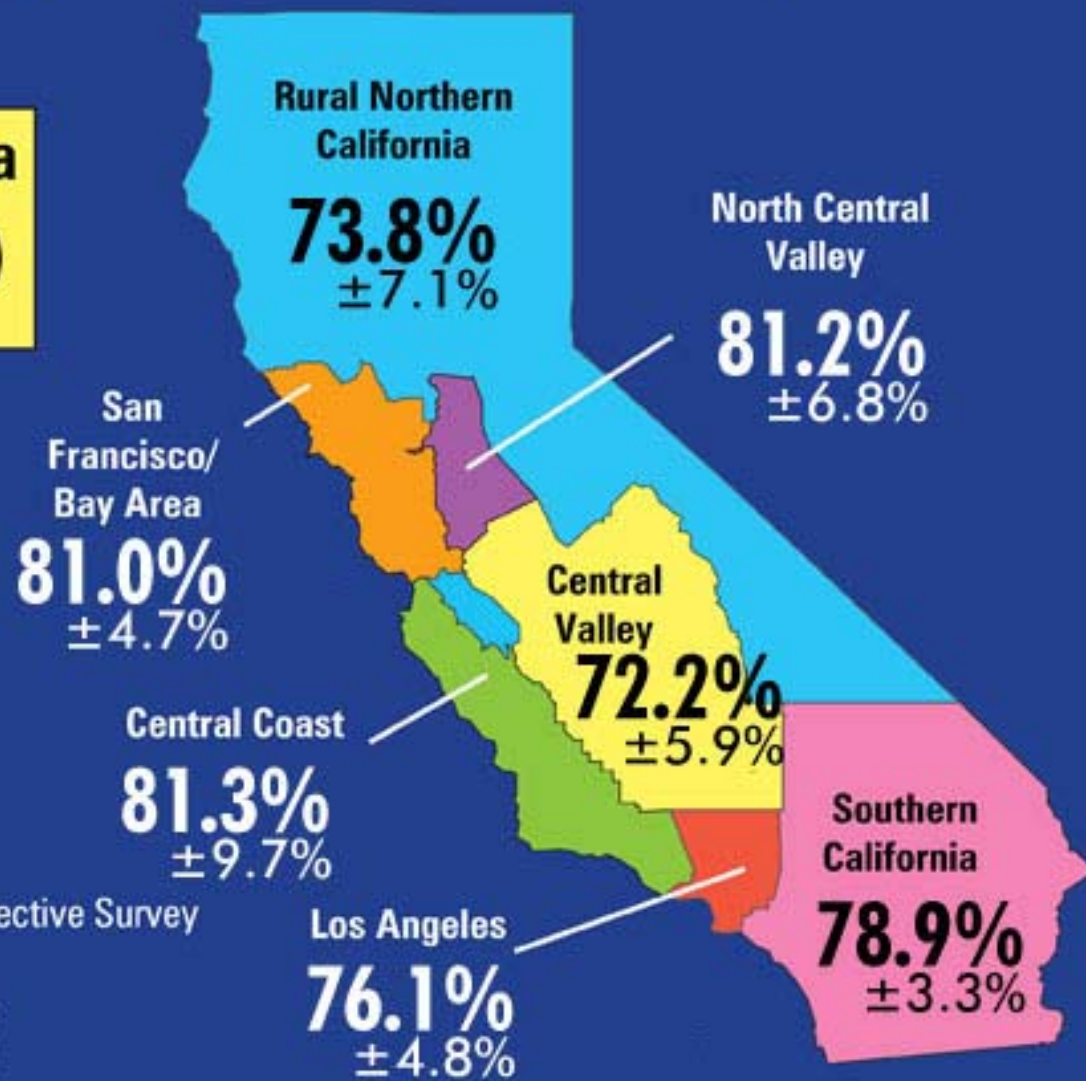 Rural Northern
California
73.8%
±7.1%
North Central
Valley
81.2%
±6.8%
San
Francisco/
Bay Area
81.0%
±4.7%
Central
Valley
72.2%
±5.9%
Central Coast
81.3%
±9.7%
Southern
California
78.9%
±3.3%
Survey
Los Angeles
76.1%
±4.8%